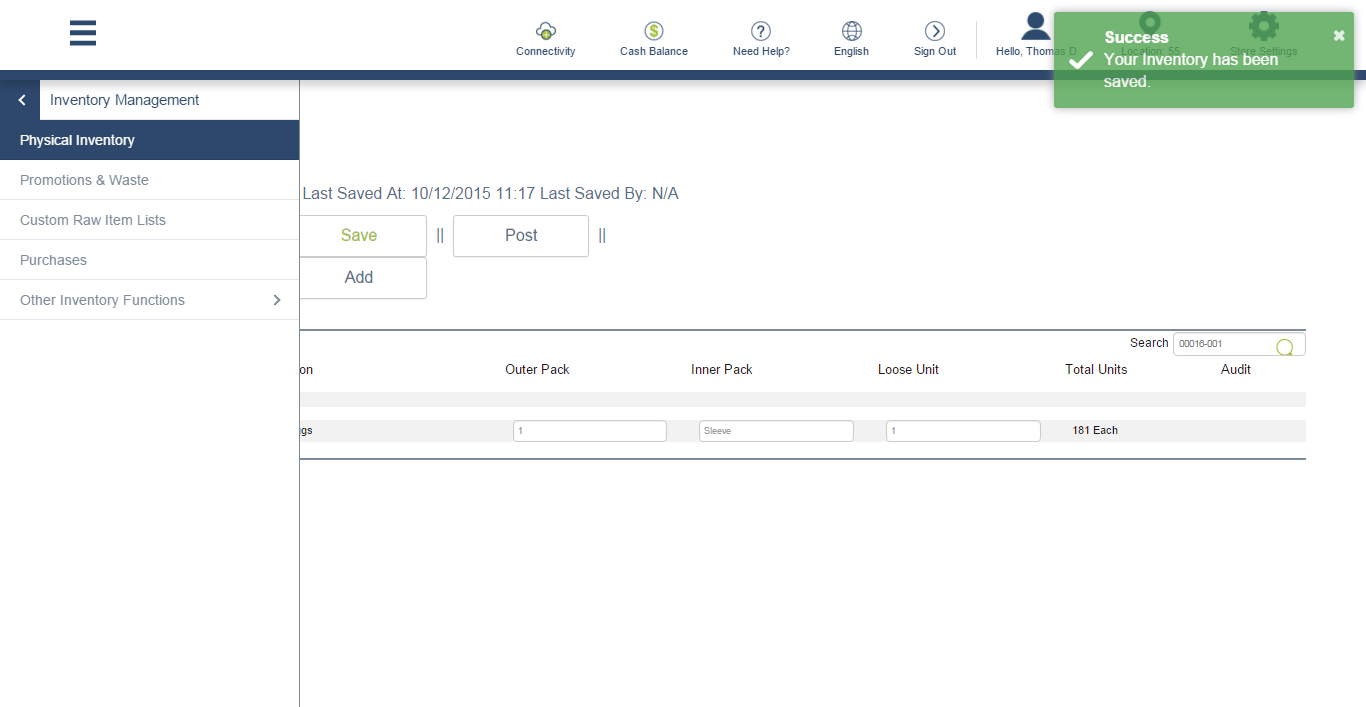 Connectivity
Cash Balance
Need Help?
English
Sign Out
Hello, Thomas D
Location: 55
Store Settings
Success
Your Inventory has been
saved.
Inventory Management
Physical Inventory
Promotions & Waste
Custom Raw Item Lists
Purchases
Other Inventory Functions
Last Saved At: 10/12/2015 11:17 Last Saved By: N/A
Save || Post ||
Add
Search 00016-001
on Outer Pack Inner Pack Loose Unit Total Units Audit
gs 1 Sleeve 1 181 Each